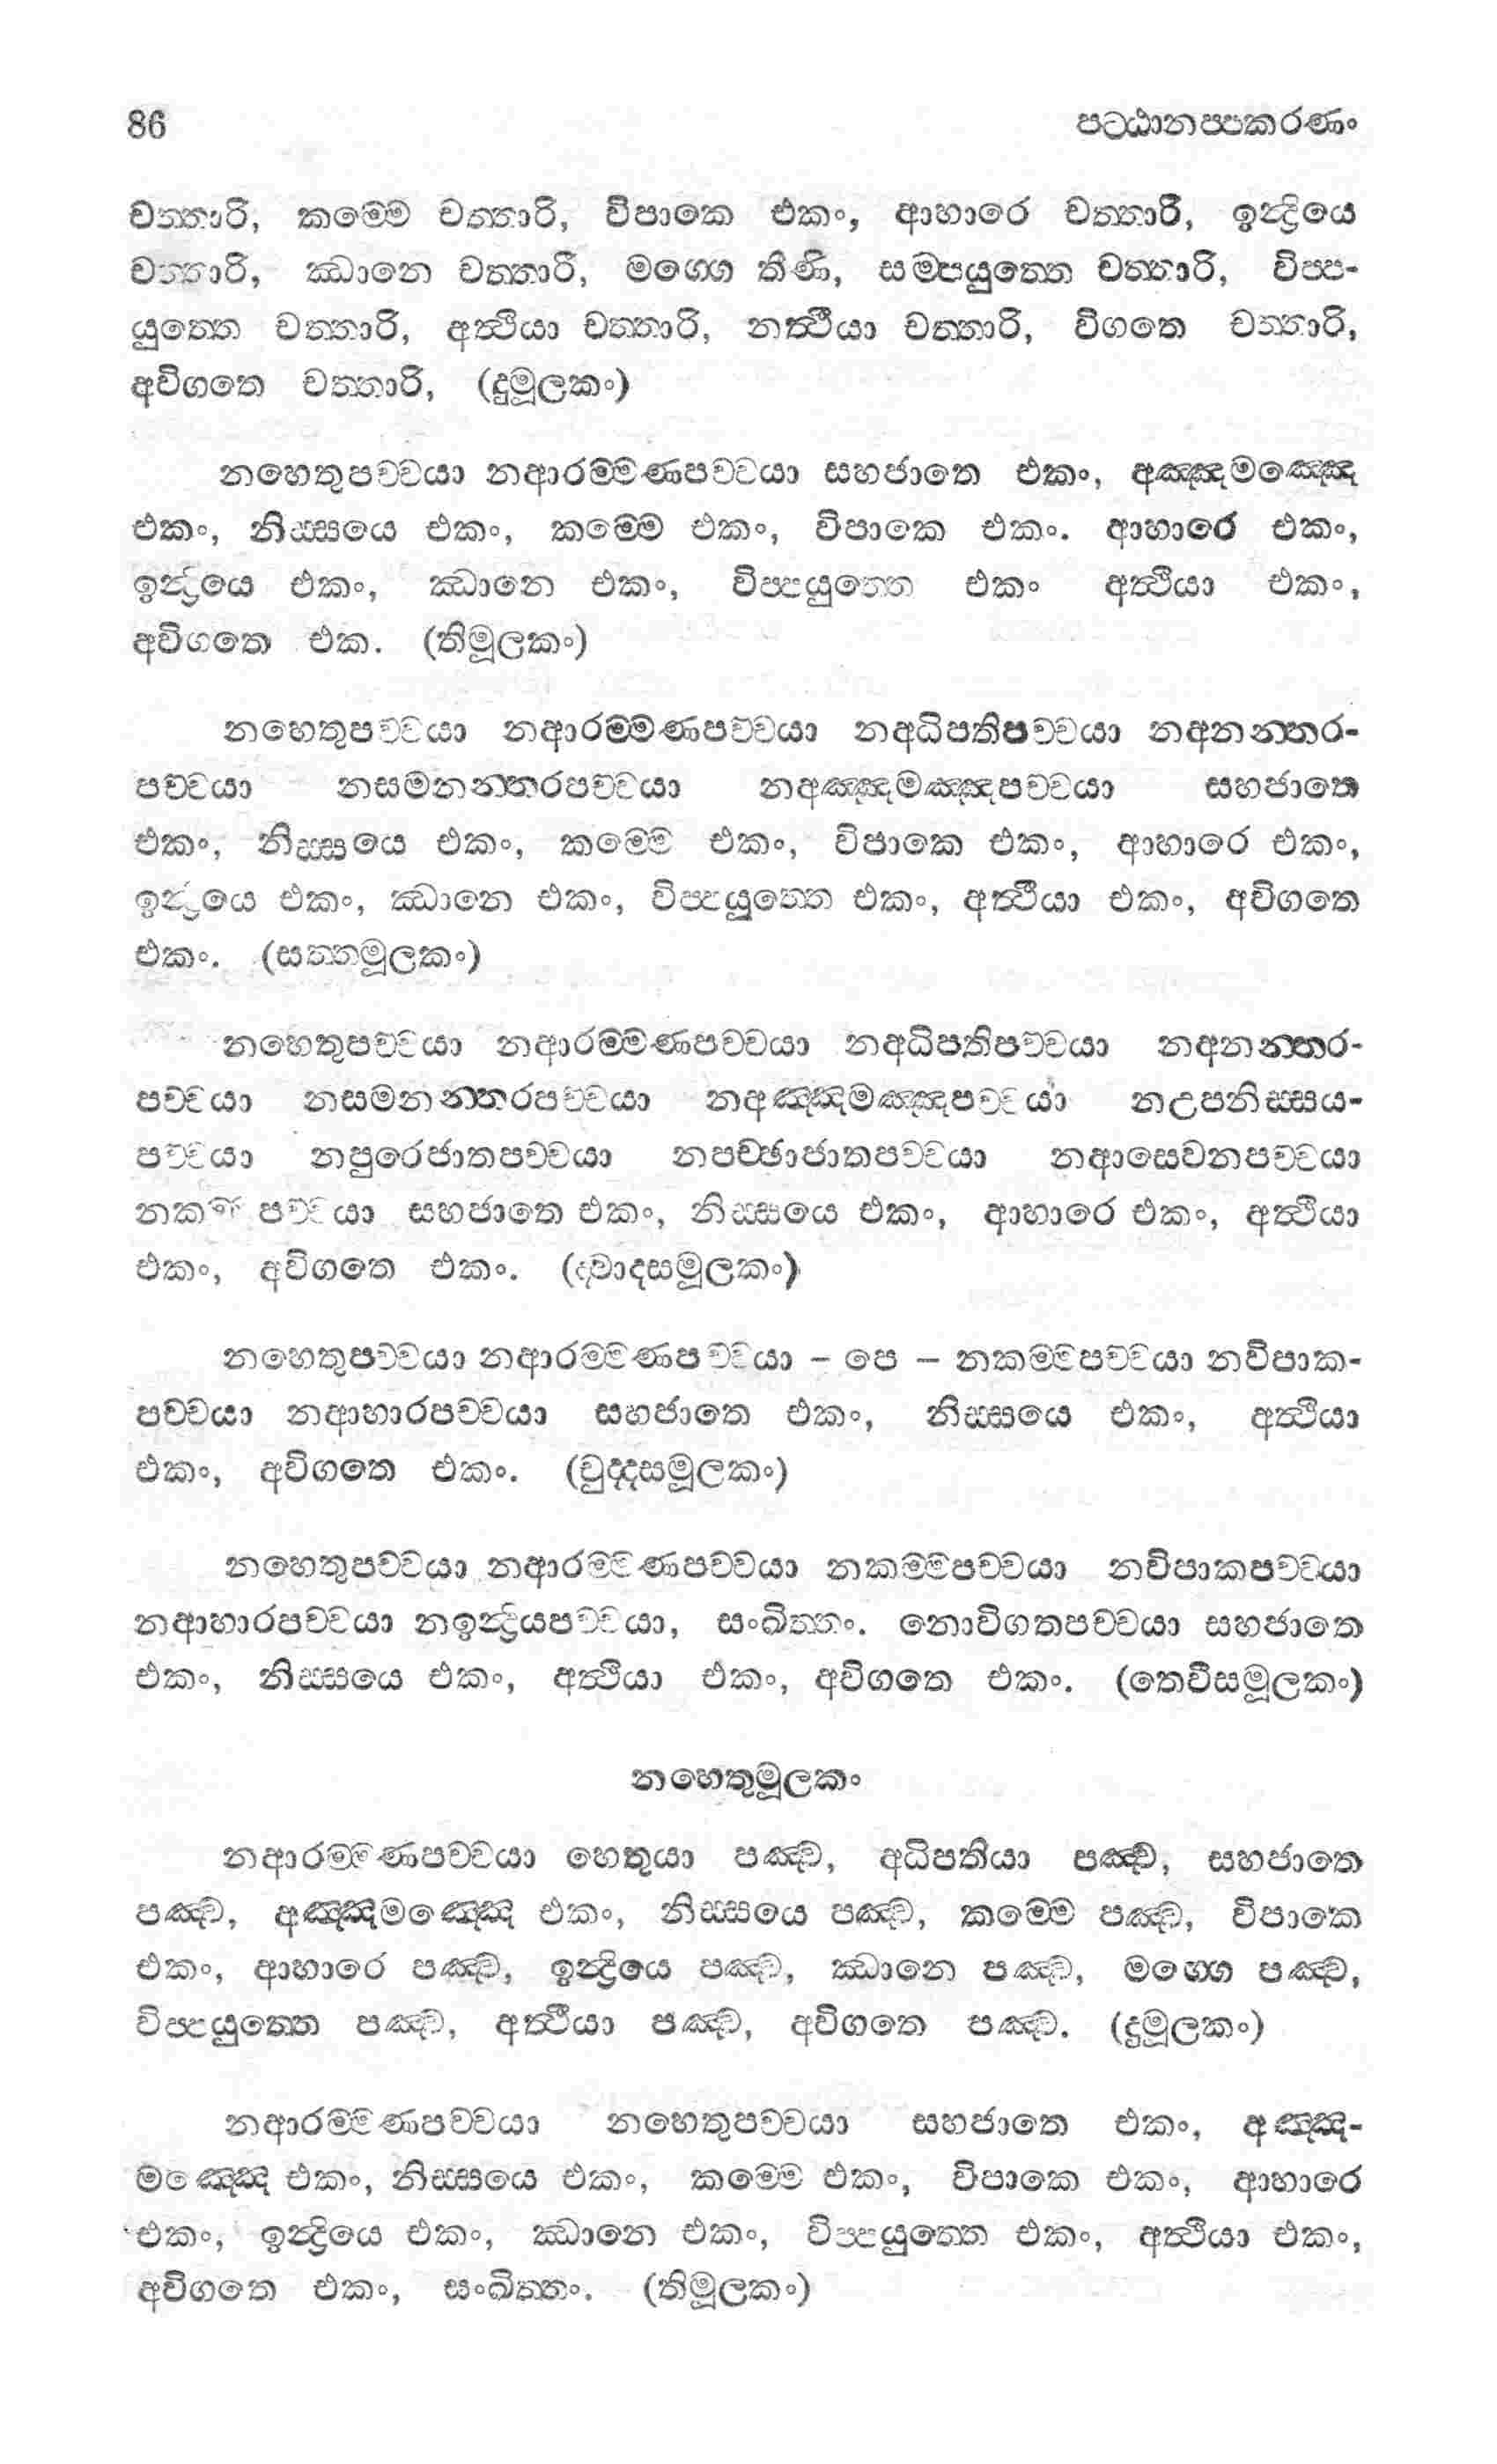 86 පට‍්ඨානප‍්පකරණං
චත‍්තාරි, කම‍්මෙ චත‍්තාරි, විපාකෙ එකං, ආහාරෙ චත‍්තාරි, ඉන්ද්‍රියෙ
චත‍්තාරි, ඣානෙ චත‍්තාරි, මග‍්ගෙ තීණි, සම‍්පයුත‍්තෙ චත‍්තාරි, විප‍්ප-
යුත‍්තෙ චත‍්තාරි, අත්‍ථියා චත‍්තාරි, නත්‍ථියා චත‍්තාරි, විගතෙ චත‍්තාරි,
අවිගතෙ චත‍්තාරි, (දුමූලකං)
නහෙතුපච‍්චයා නආරම‍්මණපච‍්චයා සහජාතෙ එකං, අඤ‍්ඤමඤ‍්ඤෙ
එකං, නිස‍්සයෙ එකං, කම‍්මෙ එකං, විපාකෙ එකං. ආහාරෙ එකං,
ඉන්ද්‍රියෙ එකං, ඣානෙ එකං, විප‍්පයුත‍්තෙ එකං අත්‍ථියා එකං,
අවිගතෙ එක. (තිමූලකං)
නහෙතුපච‍්චයා නආරම‍්මණපච‍්චයා නඅධිපතිපච‍්චයා නඅනන‍්තර-
පච‍්චයා නසමනන‍්තරපච‍්චයා නඅඤ‍්ඤමඤ‍්ඤපච‍්චයා සහජාතෙ
එකං, නිස‍්සයෙ එකං, කම‍්මෙ එකං, විපාකෙ එකං, ආහාරෙ එකං,
ඉන්ද්‍රියෙ එකං, ඣානෙ එකං, විප‍්පයුත‍්තෙ එකං, අත්‍ථියා එකං, අවිගතෙ
එකං. (සත‍්තමූලකං)
නහෙතුපච‍්චයා නආරම‍්මණපච‍්චයා නඅධිපතිපච‍්චයා නඅනන‍්තර-
පච‍්චයා නසමනන‍්තරපච‍්චයා නඅඤ‍්ඤමඤ‍්ඤපච‍්චයා නඋපනිස‍්සය-
පච‍්චයා නපුරෙජාතපච‍්චයා නපච‍්ඡාජාතපච‍්චයා නආසෙවනපච‍්චයා
නකම‍්මපච‍්චයා සහජාතෙ එකං, නිස‍්සයෙ එකං, ආහාරෙ එකං, අත්‍ථියා
එකං, අවිගතෙ එකං. (ද‍්වාදසමූලකං)
නහෙතුපච‍්චයා නආරම‍්මණපච‍්චයා – පෙ – නකම‍්මපච‍්චයා නවිපාක-
පච‍්චයා නආහාරපච‍්චයා සහජාතෙ එකං, නිස‍්සයෙ එකං, අත්‍ථියා
එකං, අවිගතෙ එකං. (චුද‍්දසමූලකං)
නහෙතුපච‍්චයා නආරම‍්මණපච‍්චයා නකම‍්මපච‍්චයා නවිපාකපච‍්චයා
නආහාරපච‍්චයා නඉන්ද්‍රියපච‍්චයා, සංඛිත‍්තං. නොවිගතපච‍්චයා සහජාතෙ
එකං, නිස‍්සයෙ එකං, අත්‍ථියා එකං, අවිගතෙ එකං. (තෙවීසමූලකං)
නහෙතුමූලකං
නආරම‍්මණපච‍්චයා හෙතුයා පඤ‍්ච, අධිපතියා පඤ‍්ච, සහජාතෙ
පඤ‍්ච, අඤ‍්ඤමඤ‍්ඤෙ එකං, නිස‍්සයෙ පඤ‍්ච, කම‍්මෙ පඤ‍්ච, විපාකෙ
එකං, ආහාරෙ පඤ‍්ච, ඉන්ද්‍රියෙ පඤ‍්ච, ඣානෙ පඤ‍්ච, මග‍්ගෙ පඤ‍්ච,
විප‍්පයුත‍්තෙ පඤ‍්ච, අත්‍ථියා පඤ‍්ච, අවිගතෙ පඤ‍්ච. (දුමූලකං)
නආරම‍්මණපච‍්චයා නහෙතුපච‍්චයා සහජාතෙ එකං, අඤ‍්ඤ-
මඤ‍්ඤෙ එකං, නිස‍්සයෙ එකං, කම‍්මෙ එකං, විපාකෙ එකං, ආහාරෙ
එකං, ඉන්ද්‍රියෙ එකං, ඣානෙ එකං, විප‍්පයුත‍්තෙ එකං, අත්‍ථියා එකං,
අවිගතෙ එකං, සංඛිත‍්තං. (තිමූලකං)